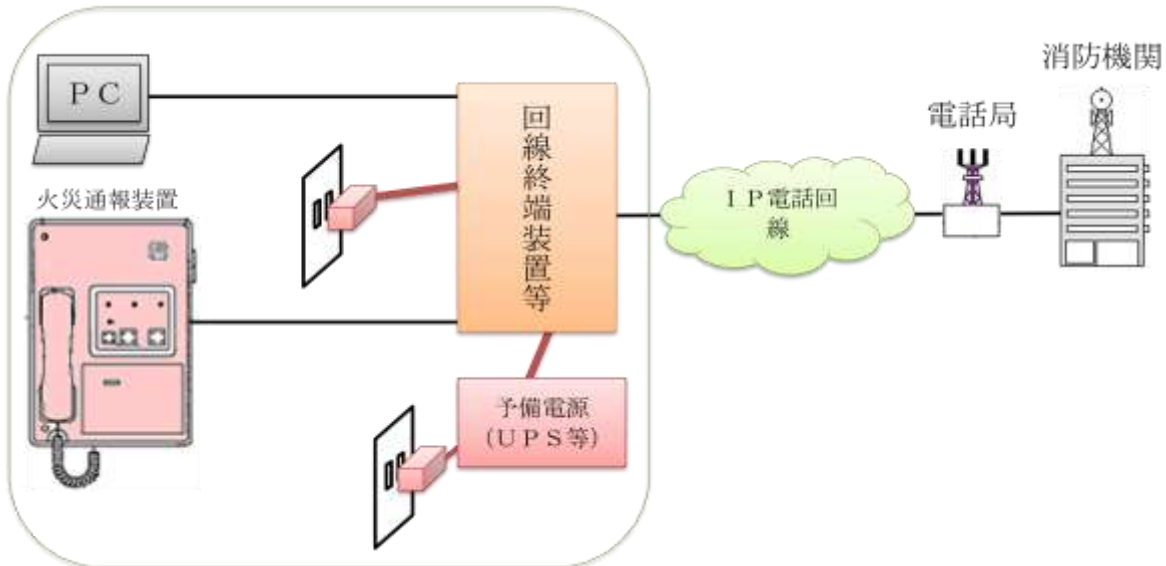 ＰＣ
火災通報装置
回線終端装置等
予備電源
(ＵＰＳ等)
ＩＰ電話回
線
電話局
消防機関